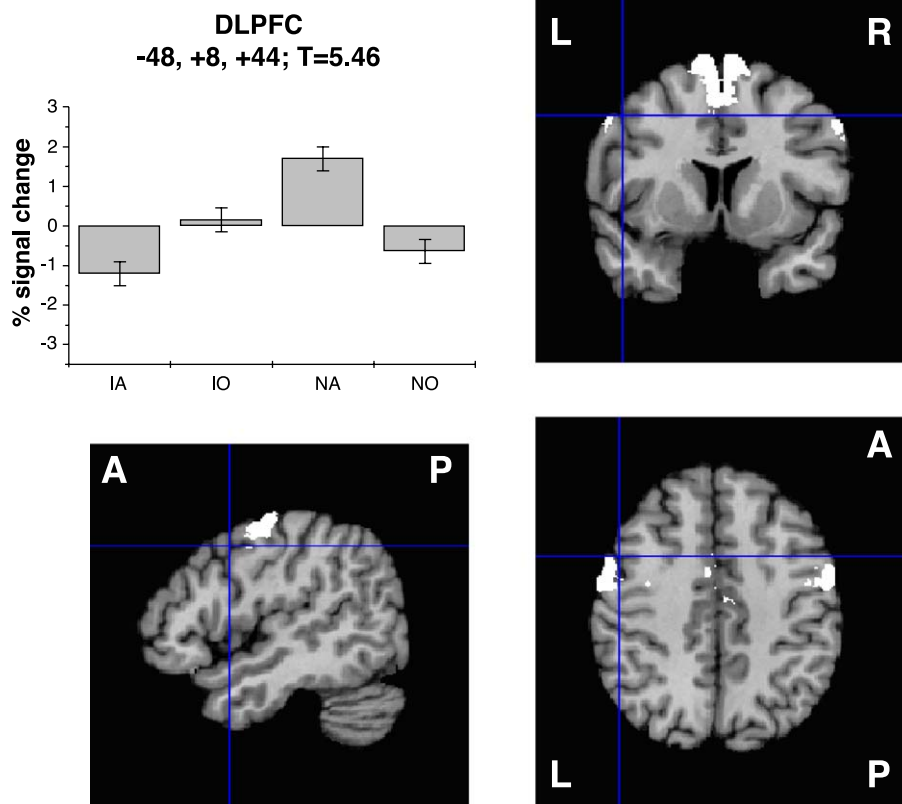 DLPFC
-48, +8, +44; T=5.46
% signal change
3
2
1
0
-1
-2
-3
IA IO NA NO
L R
A P
A
L P